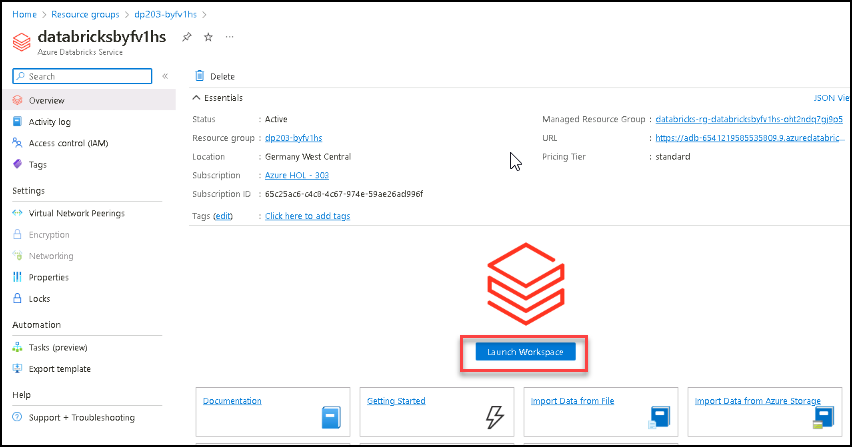 Home > Resource groups > dp203-byfv1hs >
databricksbyfv1hs
Azure Databricks Service
Search
Overview
Activity log
Access control (IAM)
Tags
Settings
Virtual Network Peerings
Encryption
Networking
Properties
Locks
Automation
Tasks (preview)
Export template
Help
Support + Troubleshooting
Delete
Essentials
JSON Vie
Status : Active
Resource group : dp203-byfv1hs
Location : Germany West Central
Subscription : Azure HOL - 303
Subscription ID : 65c25ac6-c4c8-4c67-974e-59ae26ad996f
Tags (edit) : Click here to add tags
Managed Resource Group : databricks-rg-databricksbyfv1hs-oht2ndq7gj9p5
URL : https://adb-6541219585535809.9.azuredatabric...
Pricing Tier : standard
Launch Workspace
Documentation
Getting Started
Import Data from File
Import Data from Azure Storage